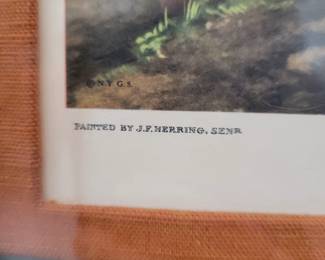 © N.Y G.S.
PAINTED BY J.F. HERRING, SENR